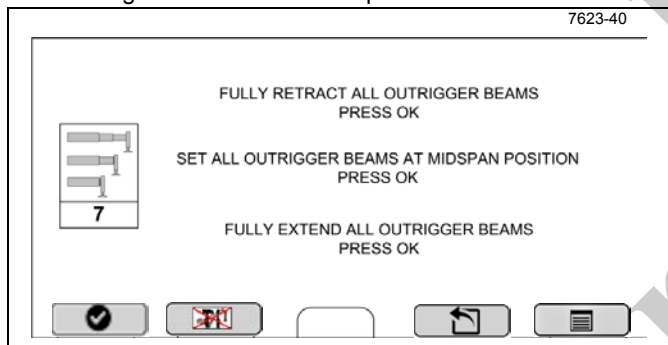 7623-40
FULLY RETRACT ALL OUTRIGGER BEAMS
PRESS OK
SET ALL OUTRIGGER BEAMS AT MIDSPAN POSITION
PRESS OK
7
FULLY EXTEND ALL OUTRIGGER BEAMS
PRESS OK